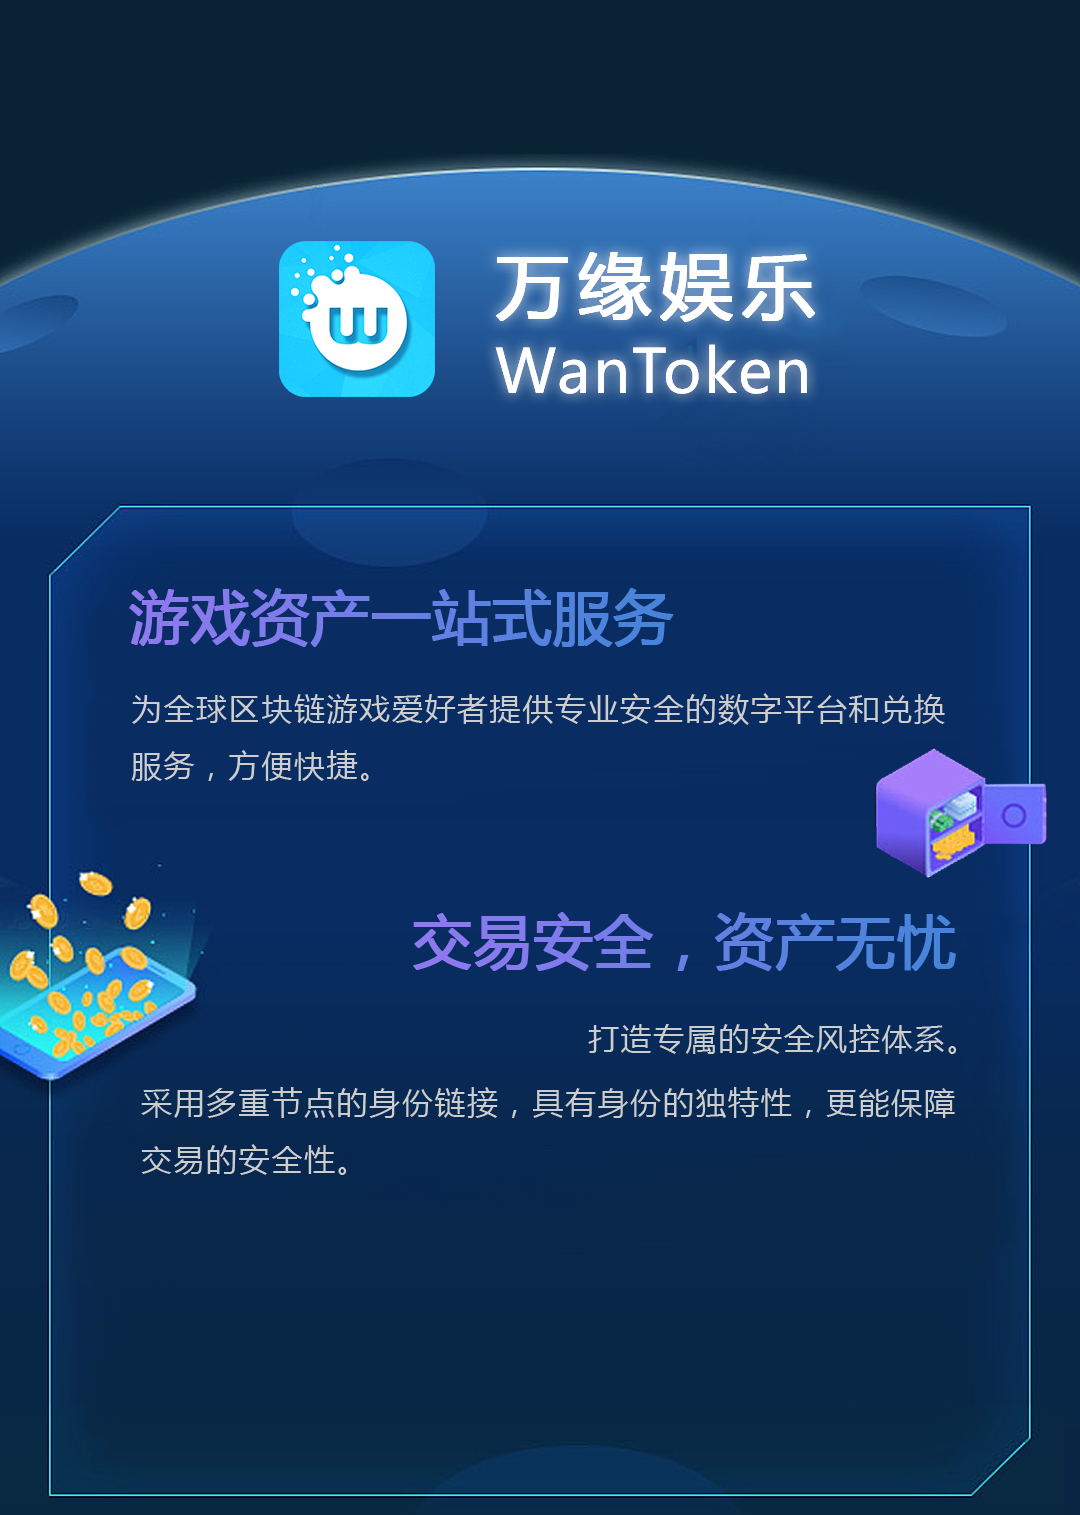 万缘娱乐
WanToken
游戏资产一站式服务
为全球区块链游戏爱好者提供专业安全的数字平台和兑换
服务，方便快捷。
交易安全，资产无忧
打造专属的安全风控体系。
采用多重节点的身份链接，具有身份的独特性，更能保障
交易的安全性。